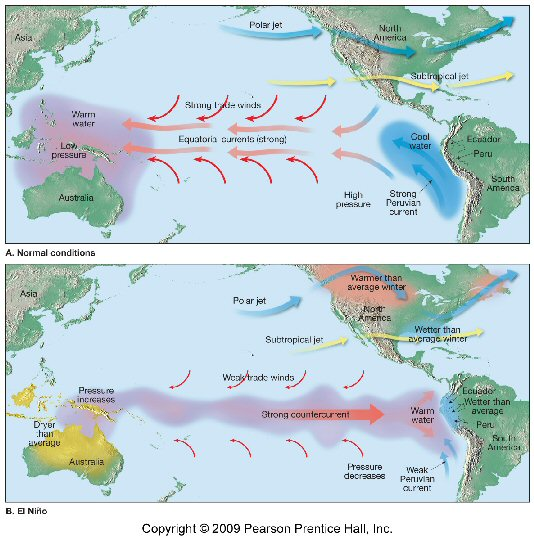 Polar jet
North
America
Asia
Subtropical jet
Strong trade winds
Warm
water
Equatorial currents (strong)
Low
pressure
Cool
water
Ecuador
Peru
Australia
High
pressure
Strong
Peruvian
current
South
America
A. Normal conditions
Warmer than
average winter
Asia
Polar jet
North
America
Subtropical jet
Wetter than
average winter
Weak trade winds
Pressure
increases
Ecuador
Wetter than
average
Strong countercurrent
Warm
water
Peru
Dryer
than
average
South
America
Australia
Pressure
decreases
Weak
Peruvian
current
B. El Niño
Copyright © 2009 Pearson Prentice Hall, Inc.